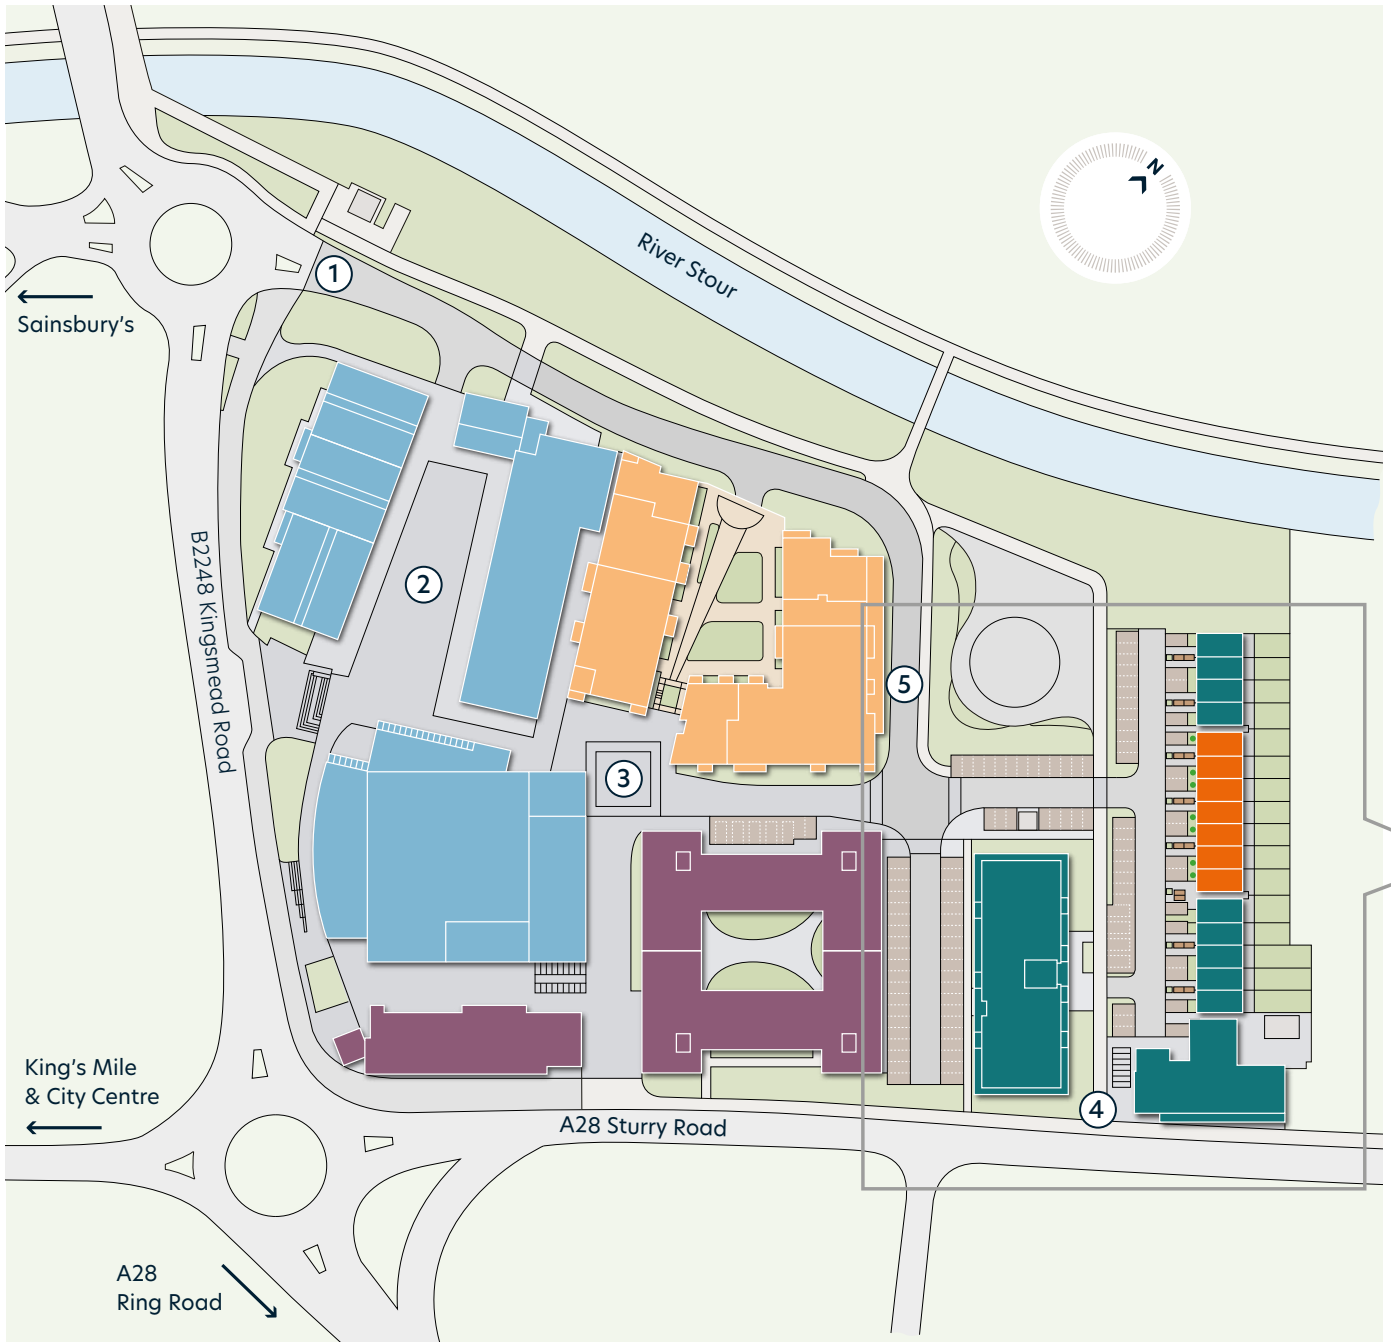 N
River Stour
1
Sainsbury's
2
B2248 Kingsmead Road
5
3
King's Mile
& City Centre
4
A28 Sturry Road
A28
Ring Road